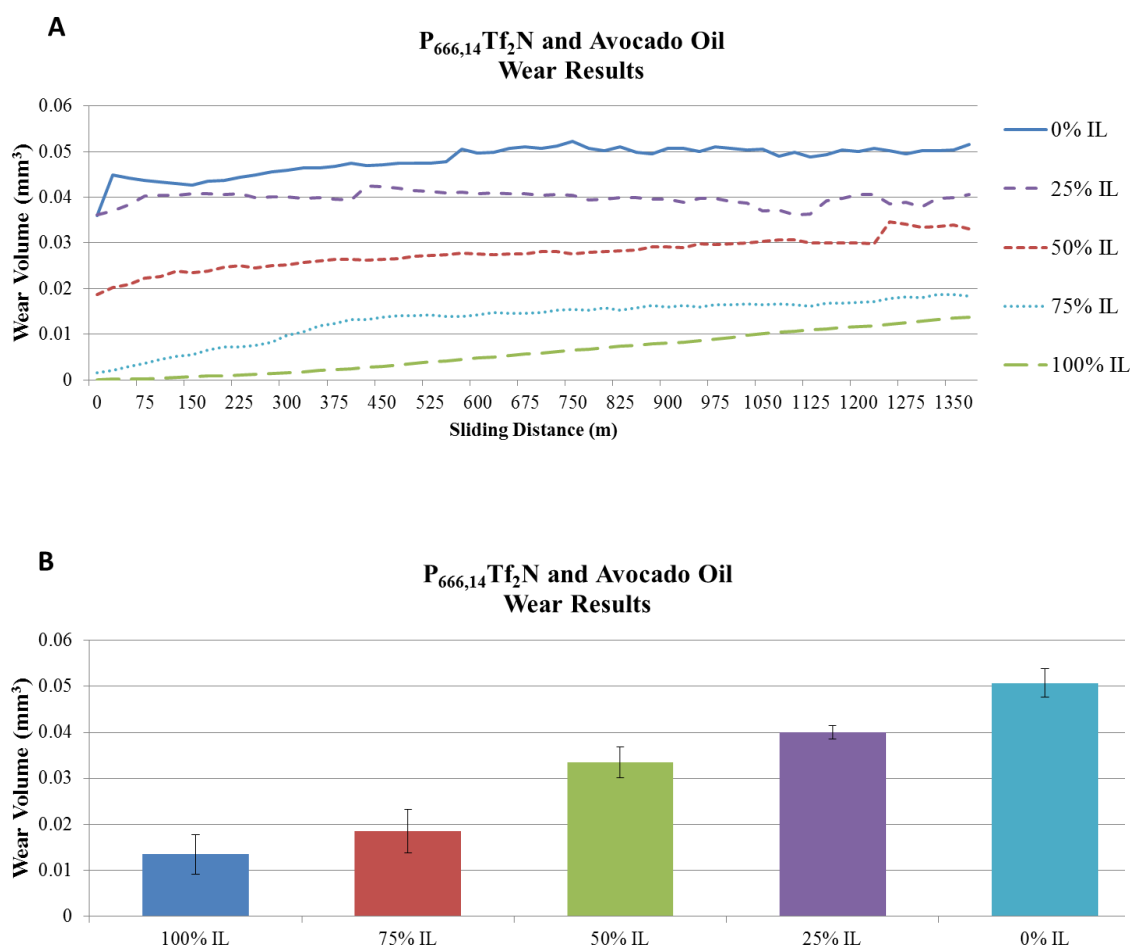 A
P₆₆₆,₁₄Tf₂N and Avocado Oil
Wear Results
Wear Volume (mm³)
0.06
0.05
0.04
0.03
0.02
0.01
0
0 75 150 225 300 375 450 525 600 675 750 825 900 975 1050 1125 1200 1275 1350
Sliding Distance (m)
0% IL
25% IL
50% IL
75% IL
100% IL
B
P₆₆₆,₁₄Tf₂N and Avocado Oil
Wear Results
Wear Volume (mm³)
0.06
0.05
0.04
0.03
0.02
0.01
0
100% IL 75% IL 50% IL 25% IL 0% IL